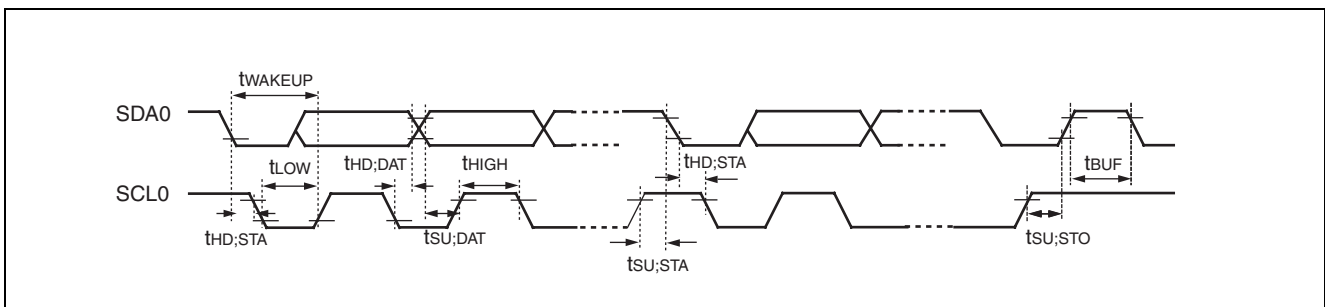 tWAKEUP
SDA0
tLOW
tHD;DAT
tHIGH
tHD;STA
tBUF
SCL0
tHD;STA
tSU;DAT
tSU;STA
tSU;STO